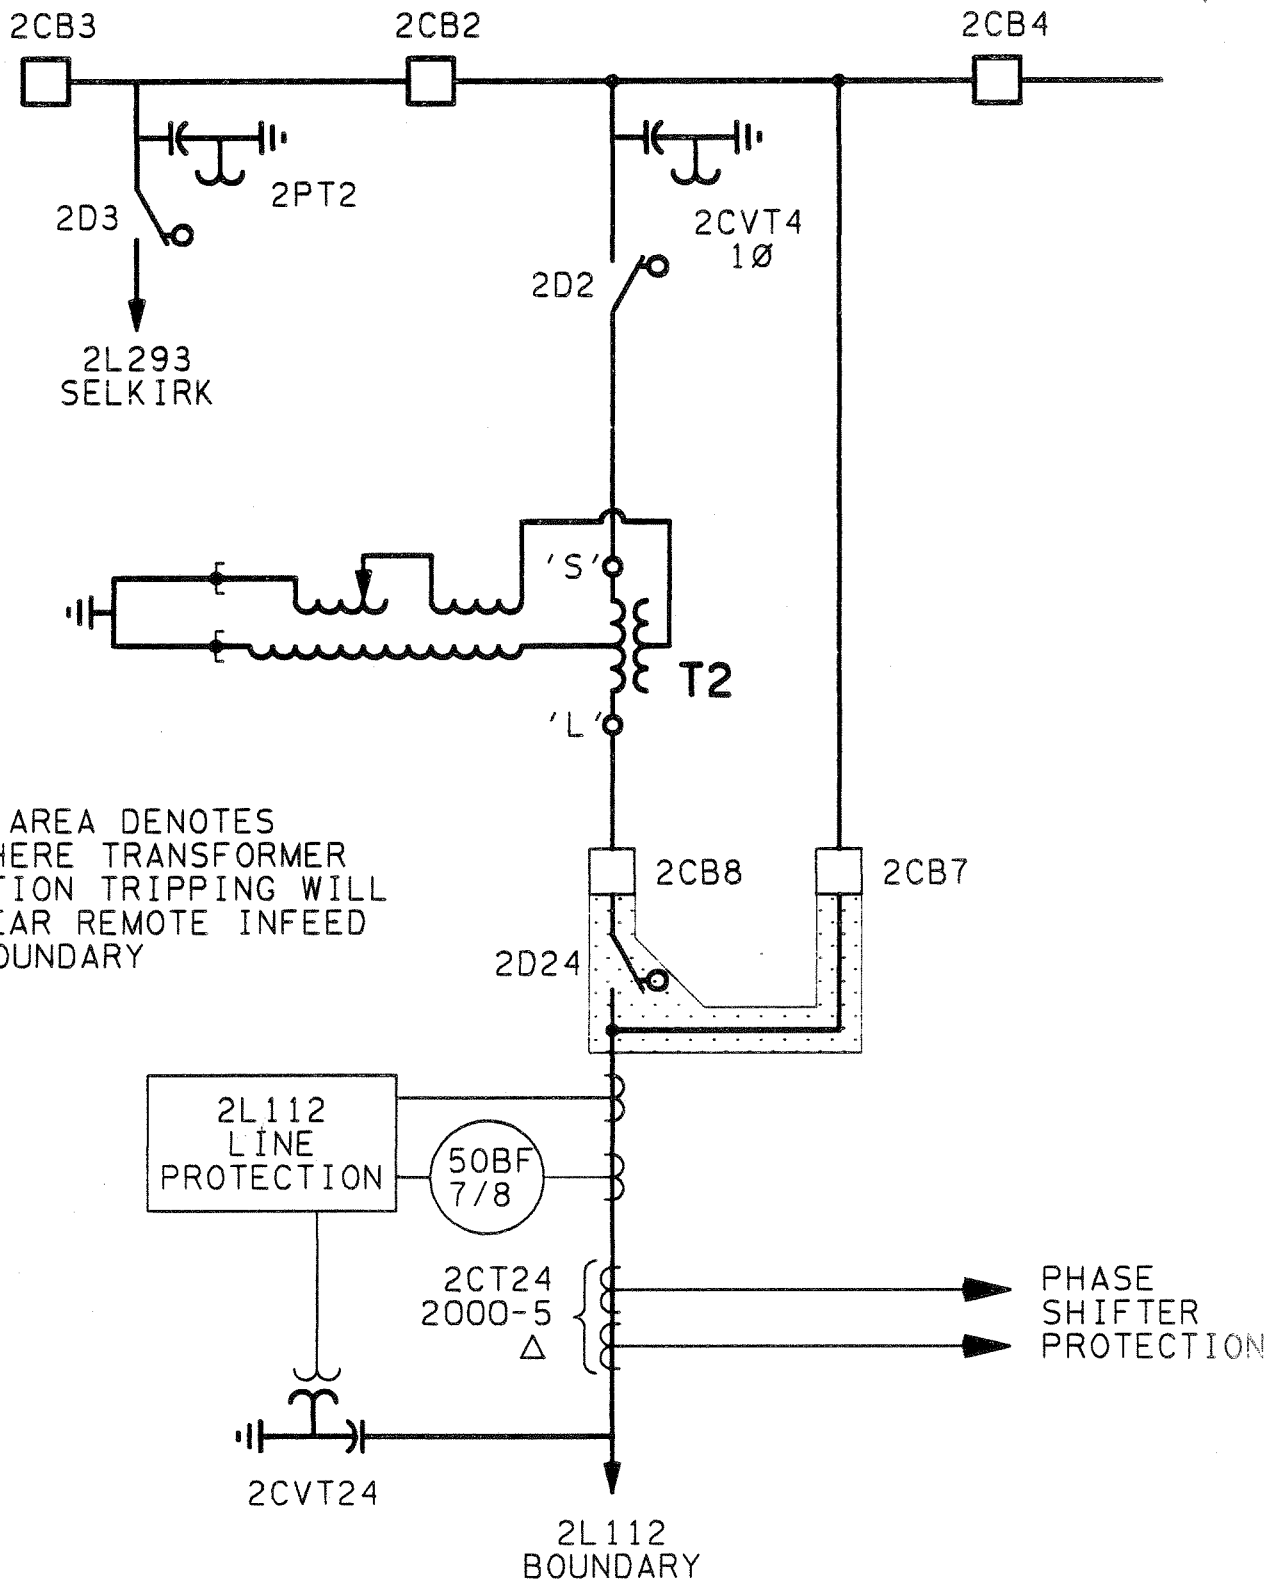 2CB3
2CB2
2CB4
2PT2
2D3
2CVT4
1Ø
2D2
2L293
SELKIRK
'S'
T2
'L'
AREA DENOTES
HERE TRANSFORMER
TION TRIPPING WILL
EAR REMOTE INFEED
OUNDARY
2CB8
2CB7
2D24
2L112
LINE
PROTECTION
50BF
7/8
2CT24
2000-5
Δ
PHASE
SHIFTER
PROTECTION
2CVT24
2L112
BOUNDARY